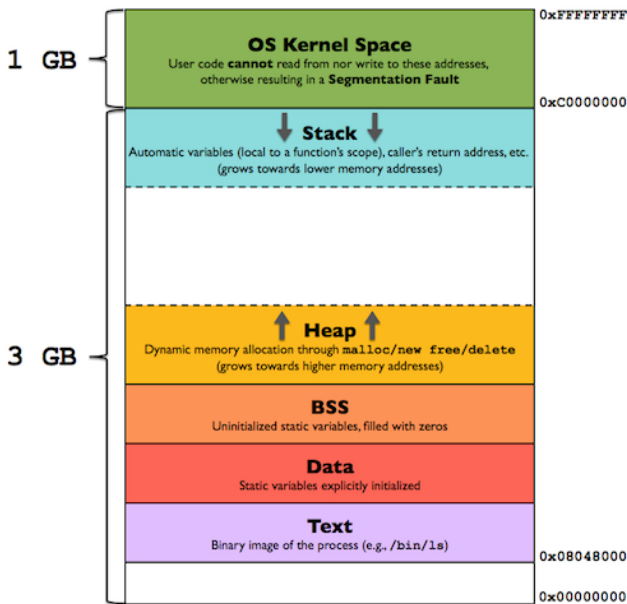 0xFFFFFFFF
1 GB
OS Kernel Space
User code cannot read from nor write to these addresses,
otherwise resulting in a Segmentation Fault
0xC0000000
Stack
Automatic variables (local to a function's scope), caller's return address, etc.
(grows towards lower memory addresses)
3 GB
Heap
Dynamic memory allocation through malloc/new free/delete
(grows towards higher memory addresses)
BSS
Uninitialized static variables, filled with zeros
Data
Static variables explicitly initialized
Text
Binary image of the process (e.g., /bin/ls)
0x08048000
0x00000000